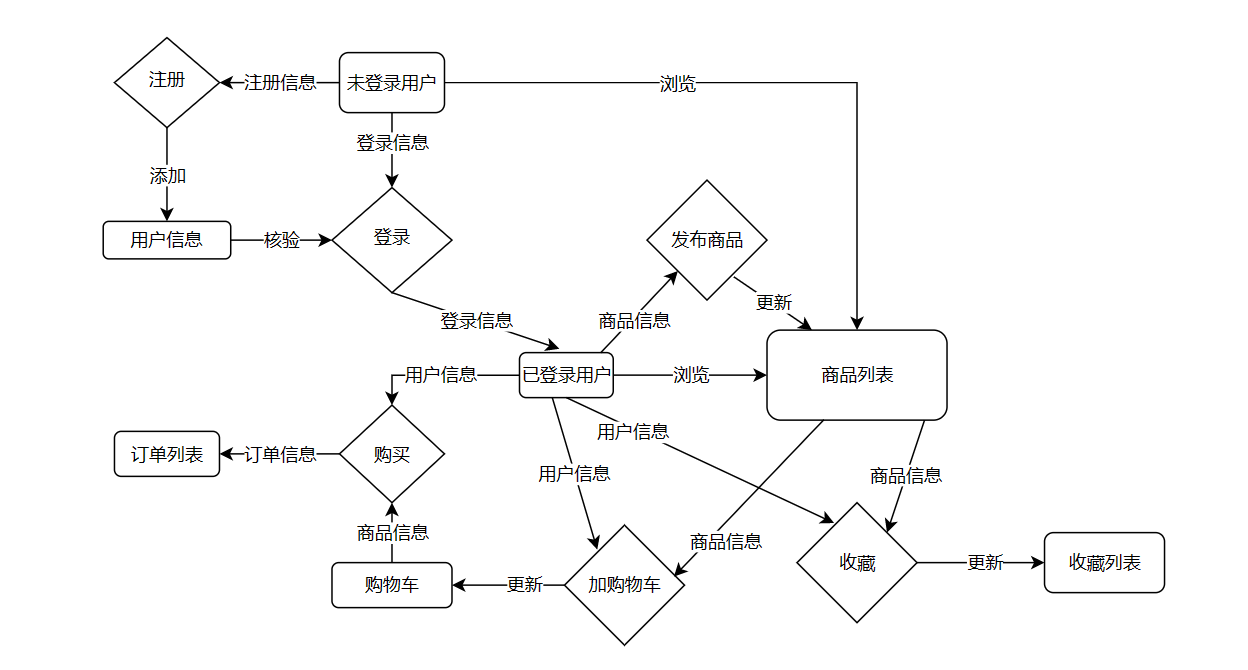 注册
注册信息
未登录用户
浏览
登录信息
添加
用户信息
核验
登录
发布商品
更新
登录信息
商品信息
用户信息
已登录用户
浏览
商品列表
用户信息
订单列表
订单信息
购买
用户信息
商品信息
商品信息
商品信息
购物车
更新
加购物车
收藏
更新
收藏列表